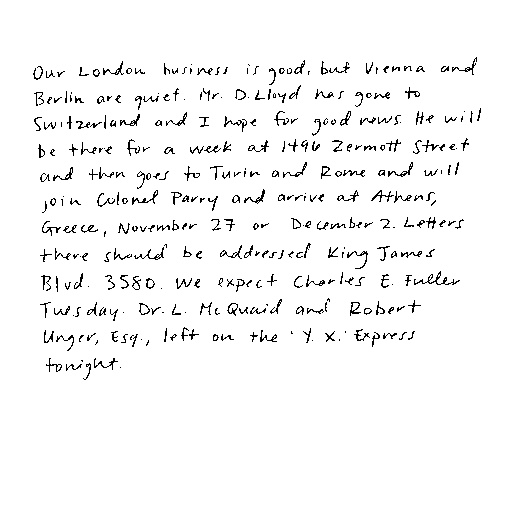 Our London business is good, but Vienna and
Berlin are quiet. Mr. D. Lloyd has gone to
Switzerland and I hope for good news. He will
be there for a week at 1496 Zermott Street
and then goes to Turin and Rome and will
join Colonel Parry and arrive at Athens,
Greece, November 27 or December 2. Letters
there should be addressed King James
Blvd. 3580. We expect Charles E. Fuller
Tuesday. Dr. L. McQuaid and Robert
Unger, Esq., left on the 'Y. X.' Express
tonight.